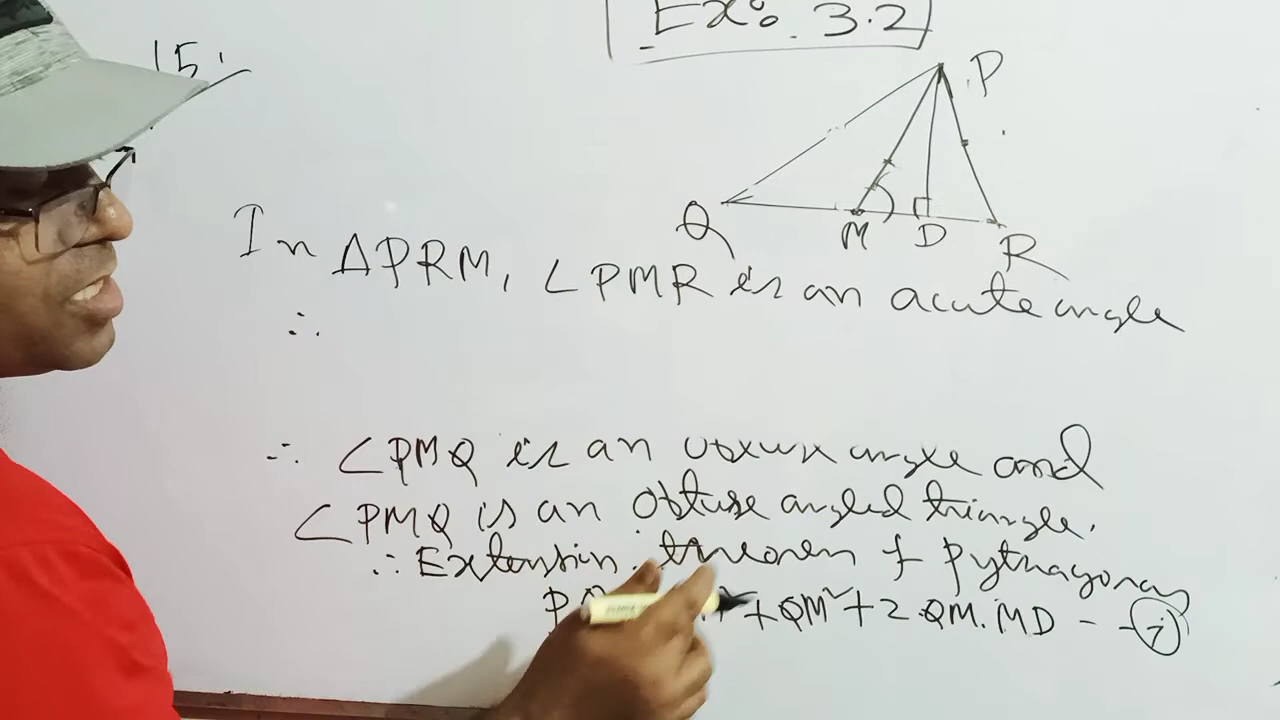 Ex: 3.2
15.
P
Q M D R
In ΔPRM, ∠PMR is an acute angle
∴
∴ ∠PMQ is an obtuse angle and
∠PMQ is an obtuse angled triangle.
∴ Extension theorem of Pythagoras
+ QM² + 2.QM.MD - - (i)